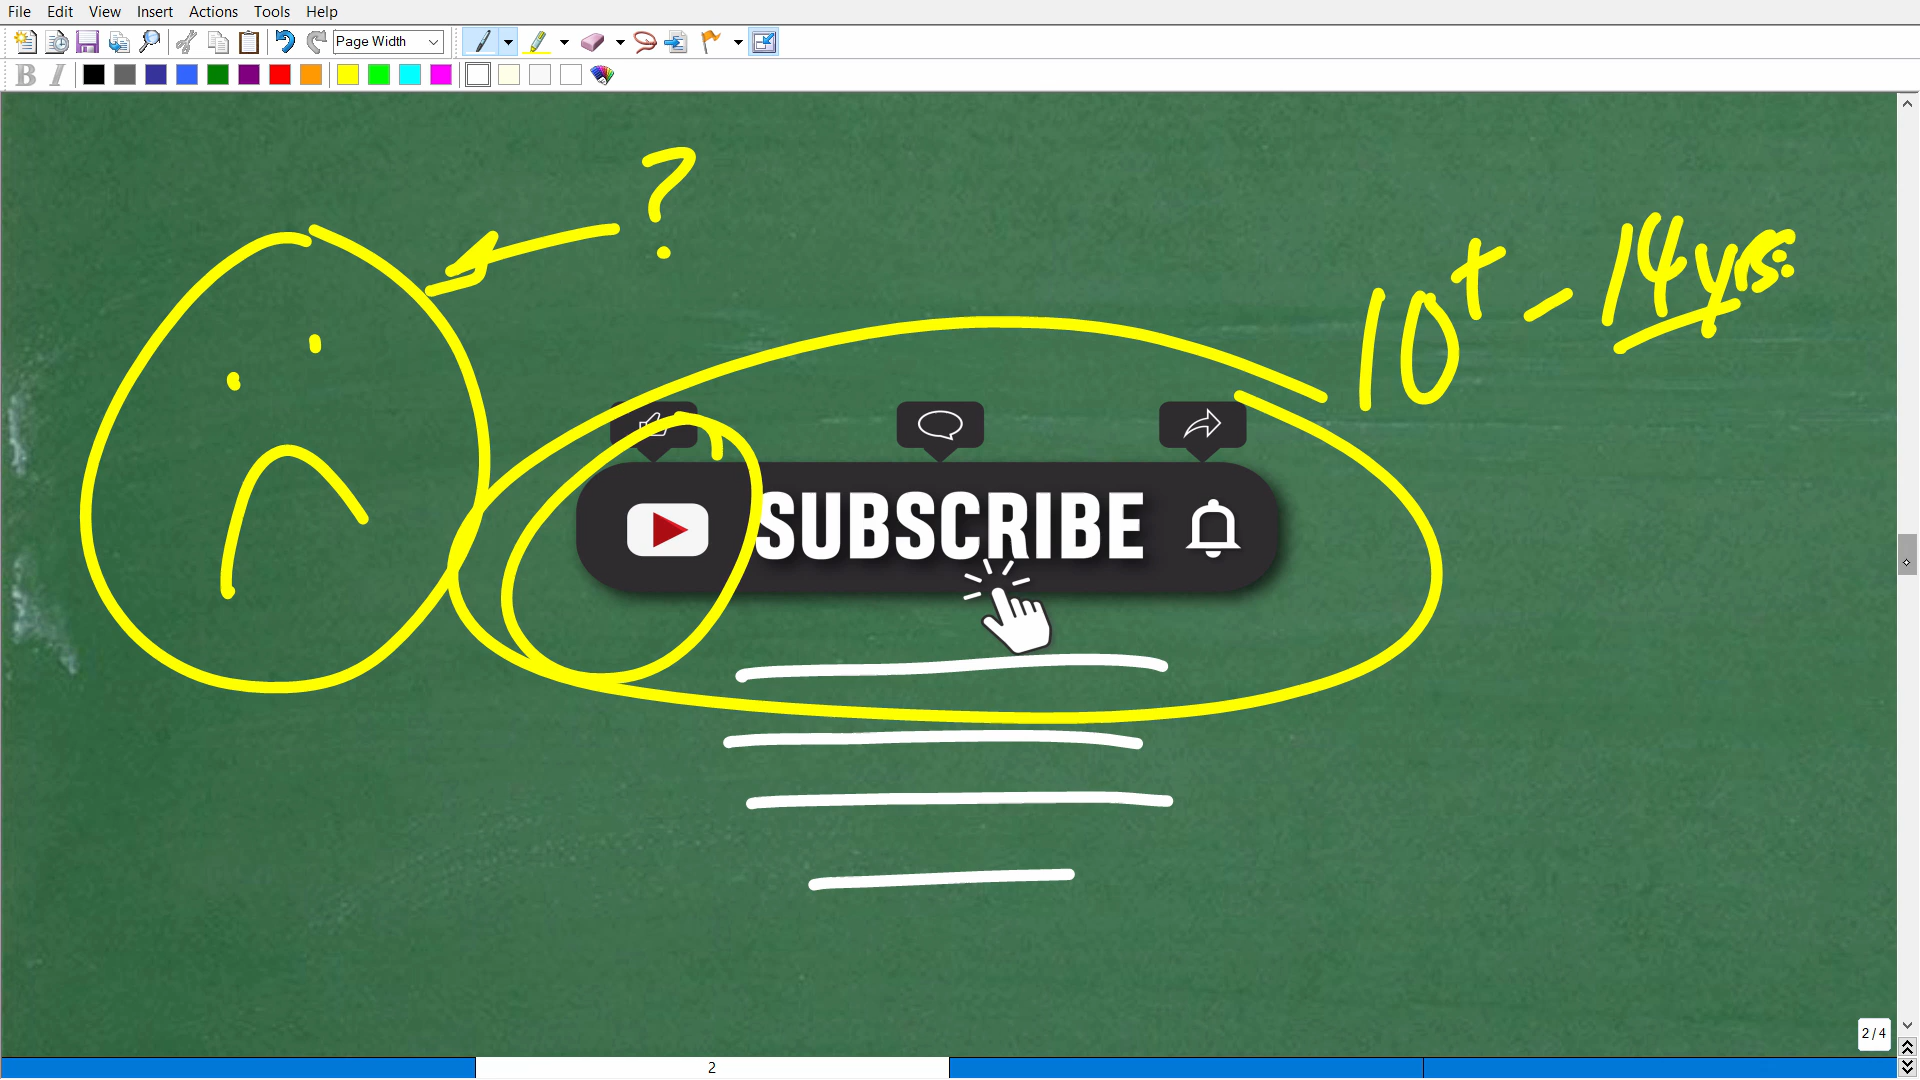 File Edit View Insert Actions Tools Help
Page Width
B I
?
10+ - 14yrs.
SUBSCRIBE
2 / 4
2